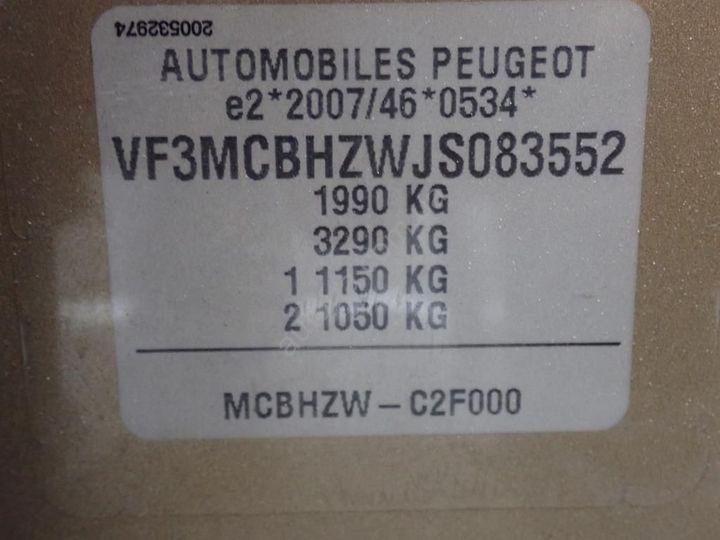 200532974
AUTOMOBILES PEUGEOT
e2*2007/46*0534*
VF3MCBHZWJS083552
1990 KG
3290 KG
1 1150 KG
2 1050 KG
MCBHZW – C2F000